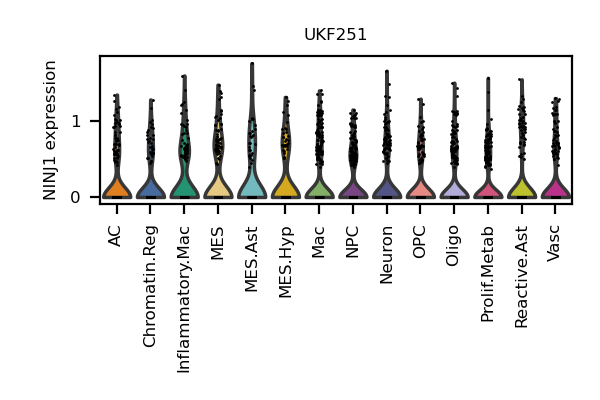 UKF251
NINJ1 expression
1
0
AC
Chromatin.Reg
Inflammatory.Mac
MES
MES.Ast
MES.Hyp
Mac
NPC
Neuron
OPC
Oligo
Prolif.Metab
Reactive.Ast
Vasc